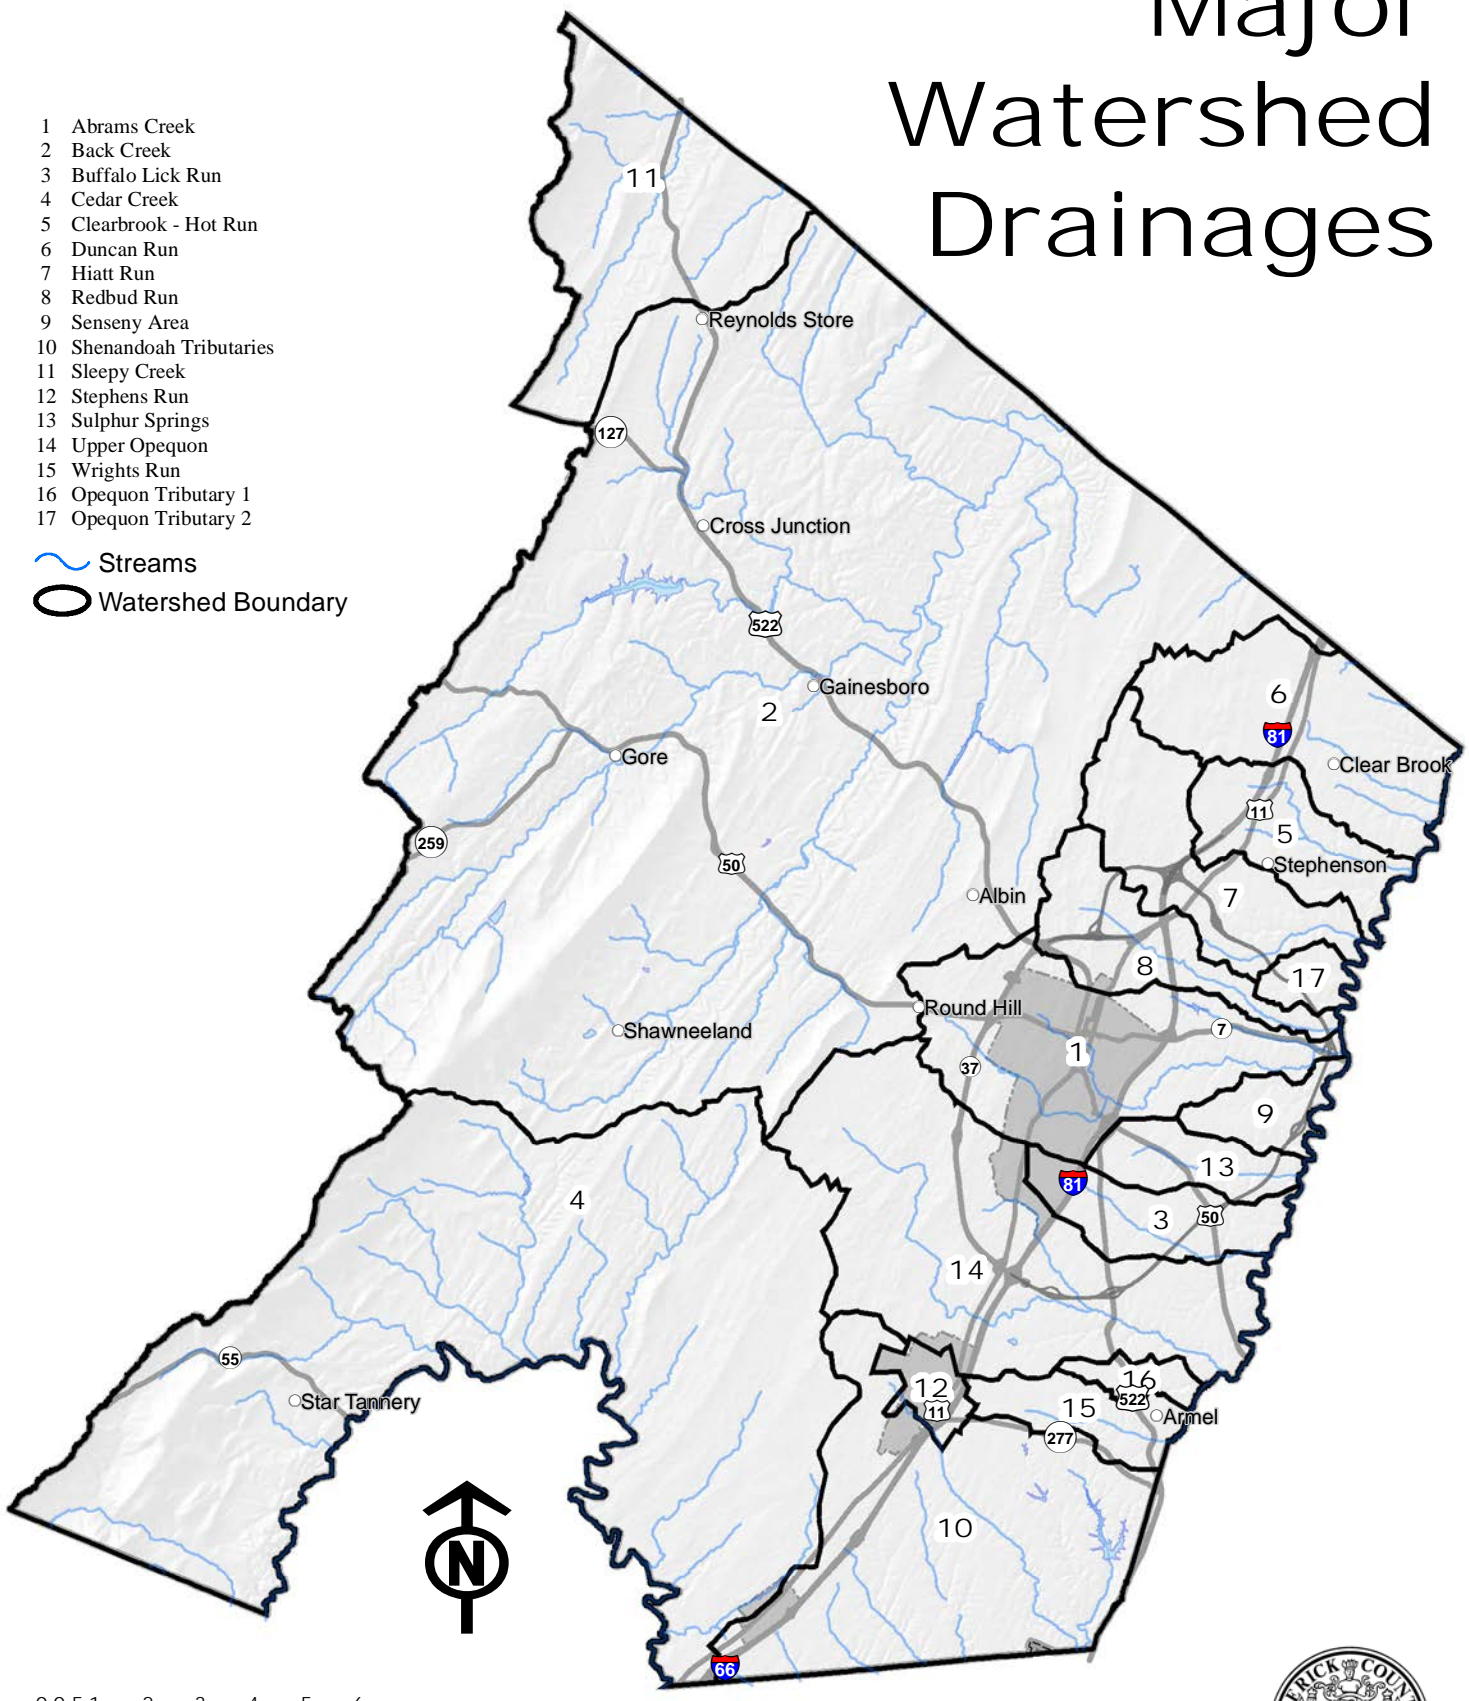 Major
Watershed
Drainages
1 Abrams Creek
2 Back Creek
3 Buffalo Lick Run
4 Cedar Creek
5 Clearbrook - Hot Run
6 Duncan Run
7 Hiatt Run
8 Redbud Run
9 Senseny Area
10 Shenandoah Tributaries
11 Sleepy Creek
12 Stephens Run
13 Sulphur Springs
14 Upper Opequon
15 Wrights Run
16 Opequon Tributary 1
17 Opequon Tributary 2
Streams
Watershed Boundary
11
Reynolds Store
127
Cross Junction
522
Gainesboro
2
6
81
Gore
Clear Brook
11
5
259
50
Stephenson
Albin
7
8
17
Round Hill
Shawneeland
7
1
37
9
13
81
4
3
50
14
55
16
12
522
Star Tannery
11
15
Armel
277
N
10
66
ERICK COUN